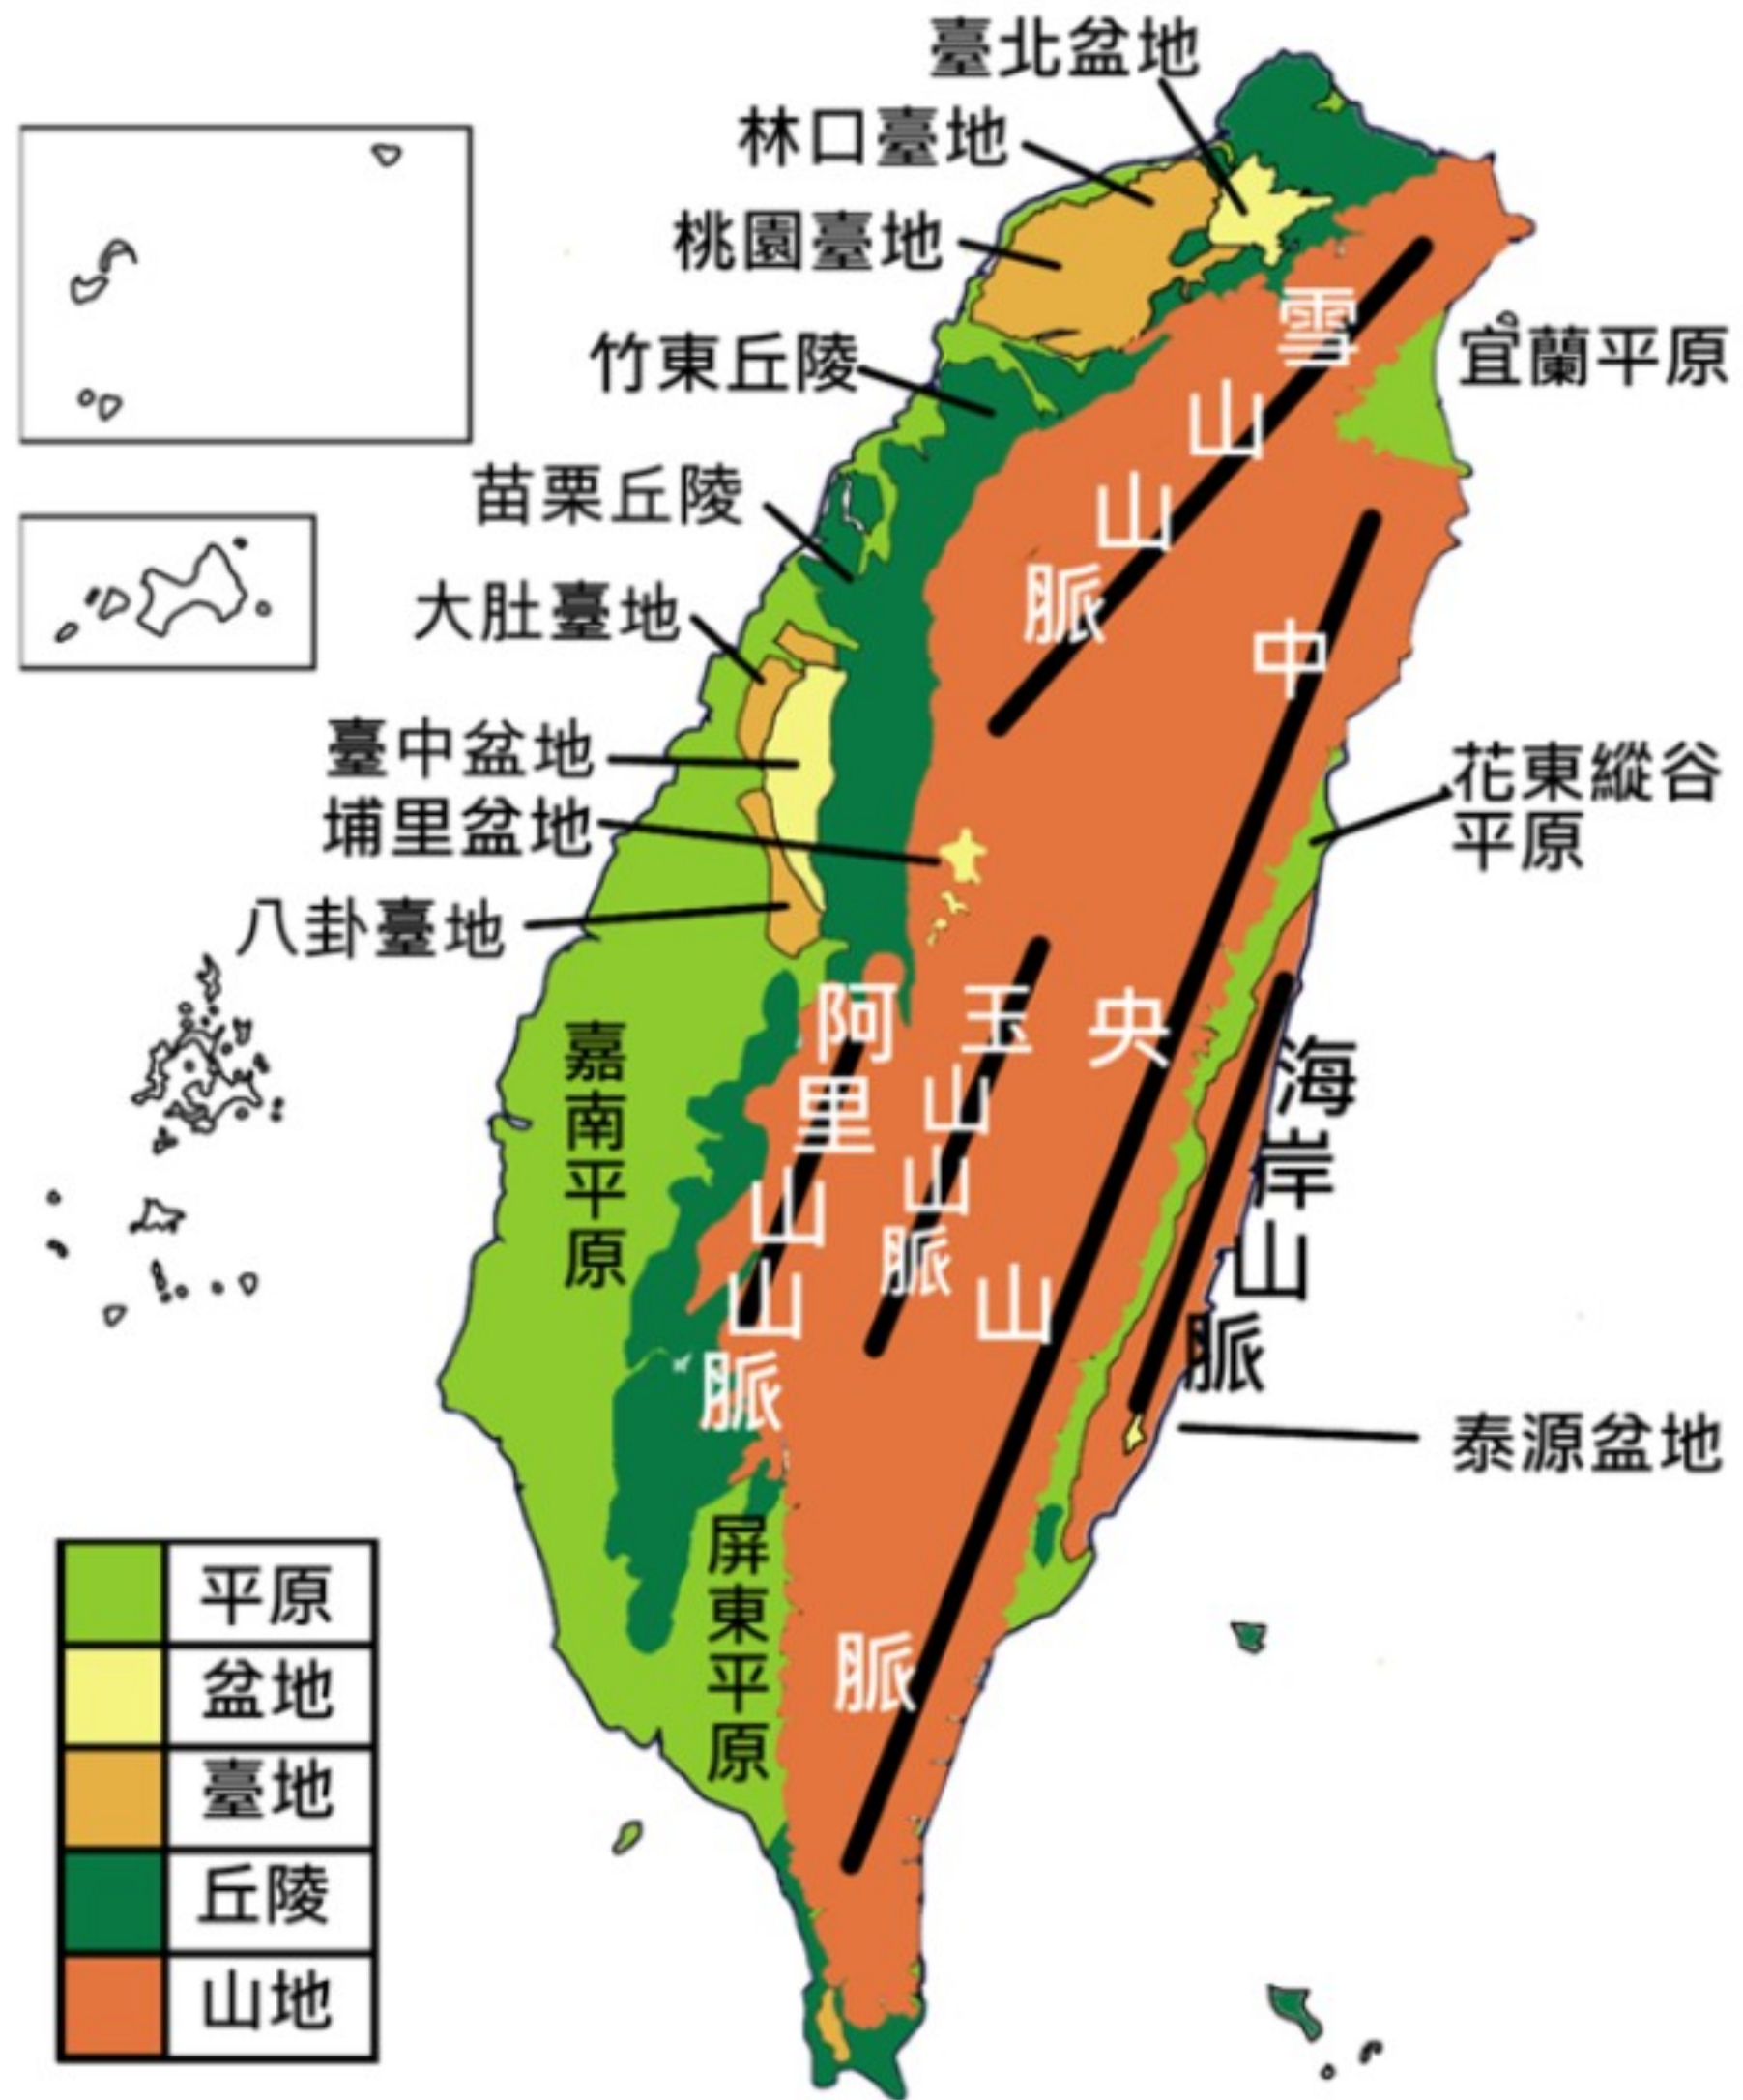 臺北盆地
林口臺地
桃園臺地
竹東丘陵
宜蘭平原
苗栗丘陵
大肚臺地
臺中盆地
埔里盆地
八卦臺地
花東縱谷
平原
雪山山脈
中央山脈
玉山山脈
阿里山山脈
海岸山脈
嘉南平原
屏東平原
泰源盆地
平原
盆地
臺地
丘陵
山地